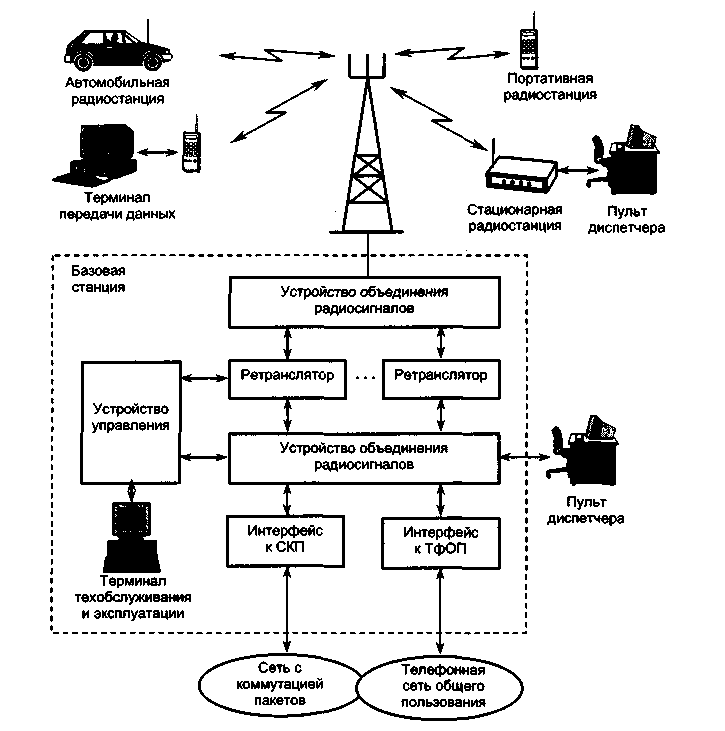 Автомобильная
радиостанция
Портативная
радиостанция
Терминал
передачи данных
Стационарная
радиостанция
Пульт
диспетчера
Базовая
станция
Устройство объединения
радиосигналов
Ретранслятор
. . .
Ретранслятор
Устройство
управления
Устройство объединения
радиосигналов
Пульт
диспетчера
Интерфейс
к СКП
Интерфейс
к ТфОП
Терминал
техобслуживания
и эксплуатации
Сеть с
коммутацией
пакетов
Телефонная
сеть общего
пользования